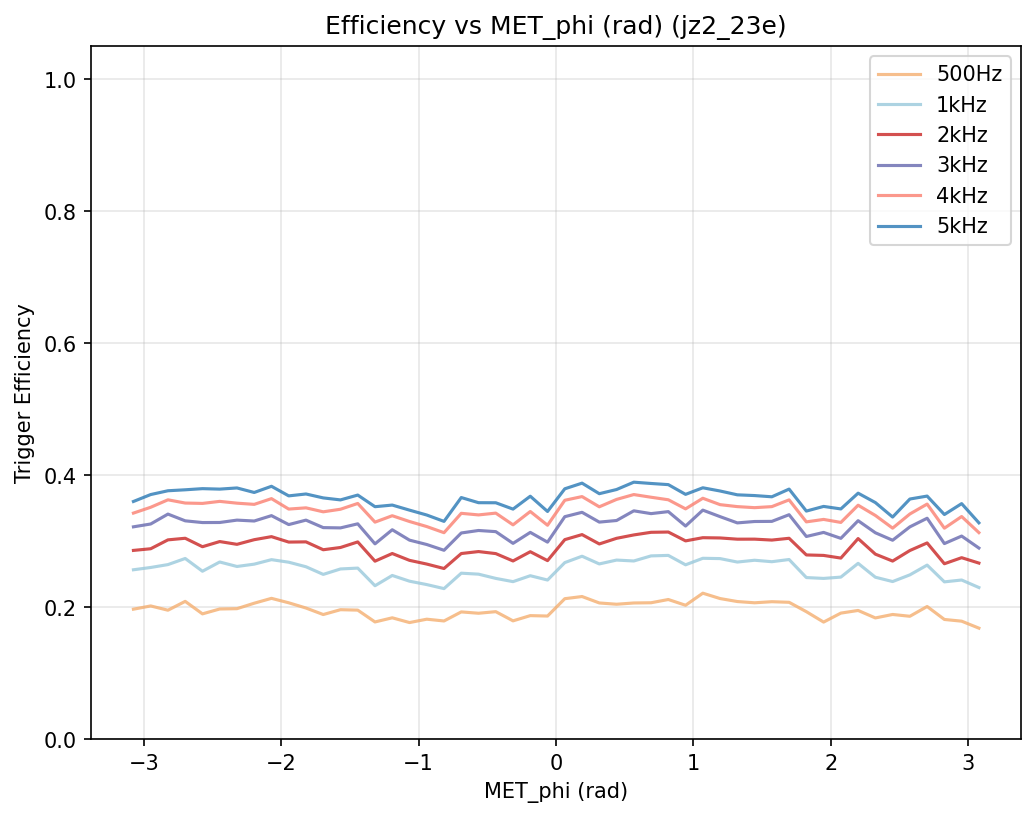 Efficiency vs MET_phi (rad) (jz2_23e)
Trigger Efficiency
1.0
0.8
0.6
0.4
0.2
0.0
500Hz
1kHz
2kHz
3kHz
4kHz
5kHz
−3
−2
−1
0
1
2
3
MET_phi (rad)